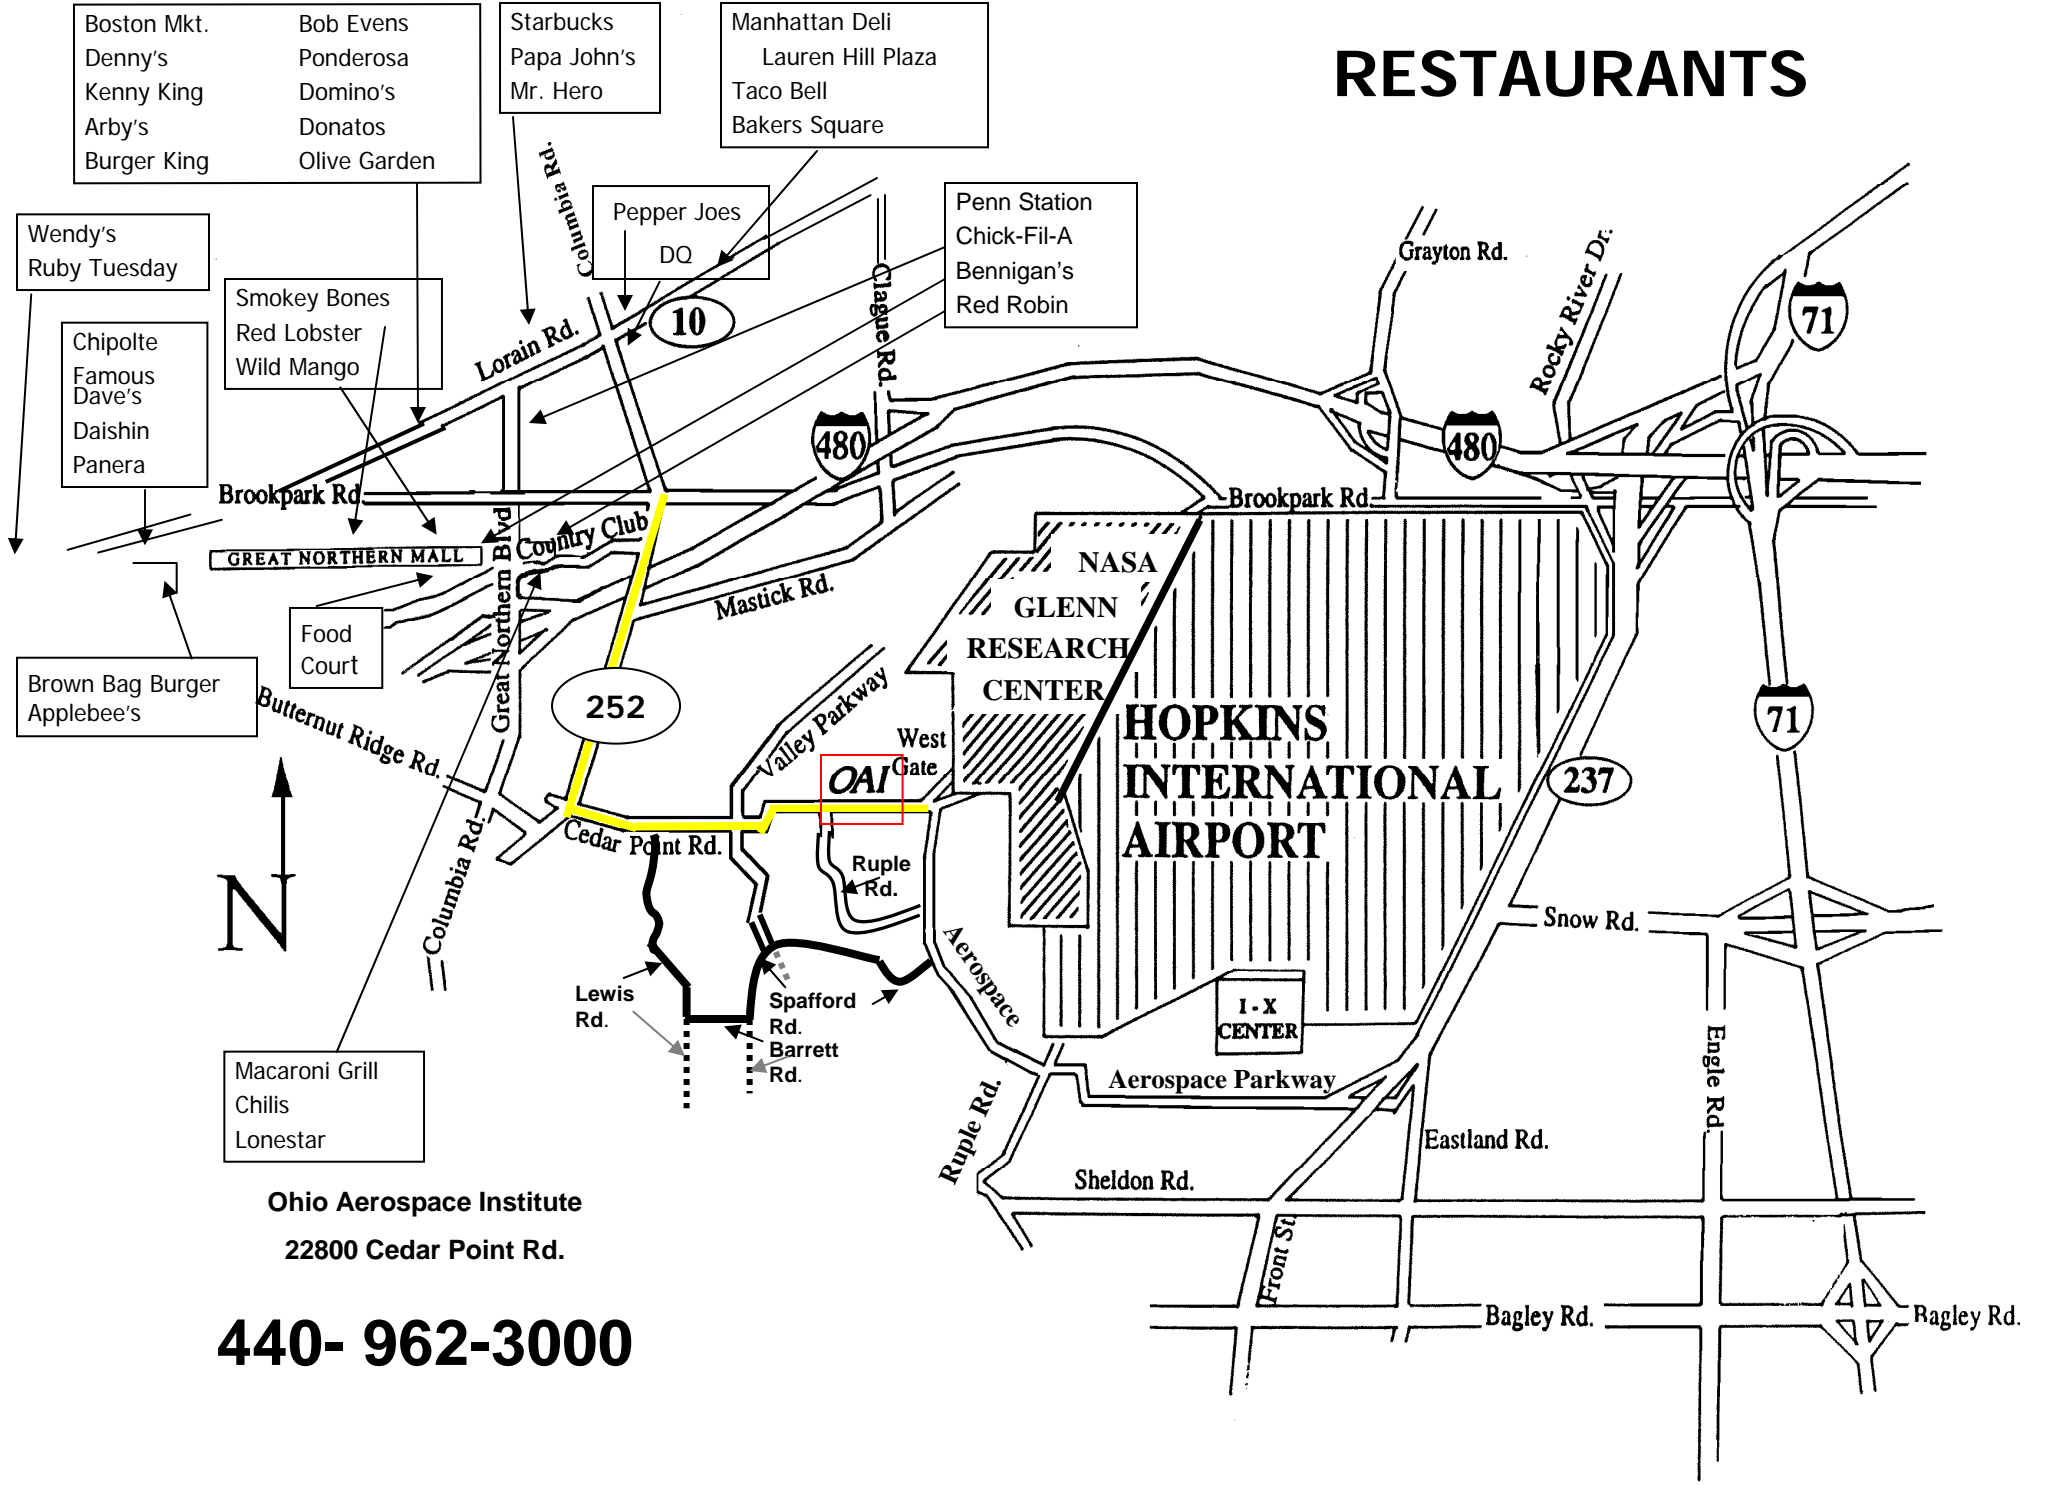 RESTAURANTS
Boston Mkt.
Denny's
Kenny King
Arby's
Burger King
Bob Evens
Ponderosa
Domino's
Donatos
Olive Garden
Starbucks
Papa John's
Mr. Hero
Manhattan Deli
Lauren Hill Plaza
Taco Bell
Bakers Square
Columbia Rd.
Pepper Joes
DQ
Penn Station
Chick-Fil-A
Bennigan's
Red Robin
Wendy's
Ruby Tuesday
Smokey Bones
Red Lobster
Wild Mango
Chipolte
Famous
Dave's
Daishin
Panera
Lorain Rd.
10
Clague Rd.
480
Grayton Rd.
Rocky River Dr.
71
480
Brookpark Rd.
Brookpark Rd.
GREAT NORTHERN MALL
Great Northern Blvd
Country Club
Mastick Rd.
Food
Court
Brown Bag Burger
Applebee's
Butternut Ridge Rd.
252
Valley Parkway
West
Gate
OAI
NASA
GLENN
RESEARCH
CENTER
HOPKINS
INTERNATIONAL
AIRPORT
237
71
N
Columbia Rd.
Cedar Point Rd.
Ruple
Rd.
Lewis
Rd.
Spafford
Rd.
Barrett
Rd.
Aerospace
Snow Rd.
I-X
CENTER
Engle Rd.
Aerospace Parkway
Ruple Rd.
Eastland Rd.
Sheldon Rd.
Front St.
Bagley Rd.
Bagley Rd.
Macaroni Grill
Chilis
Lonestar
Ohio Aerospace Institute
22800 Cedar Point Rd.
440- 962-3000